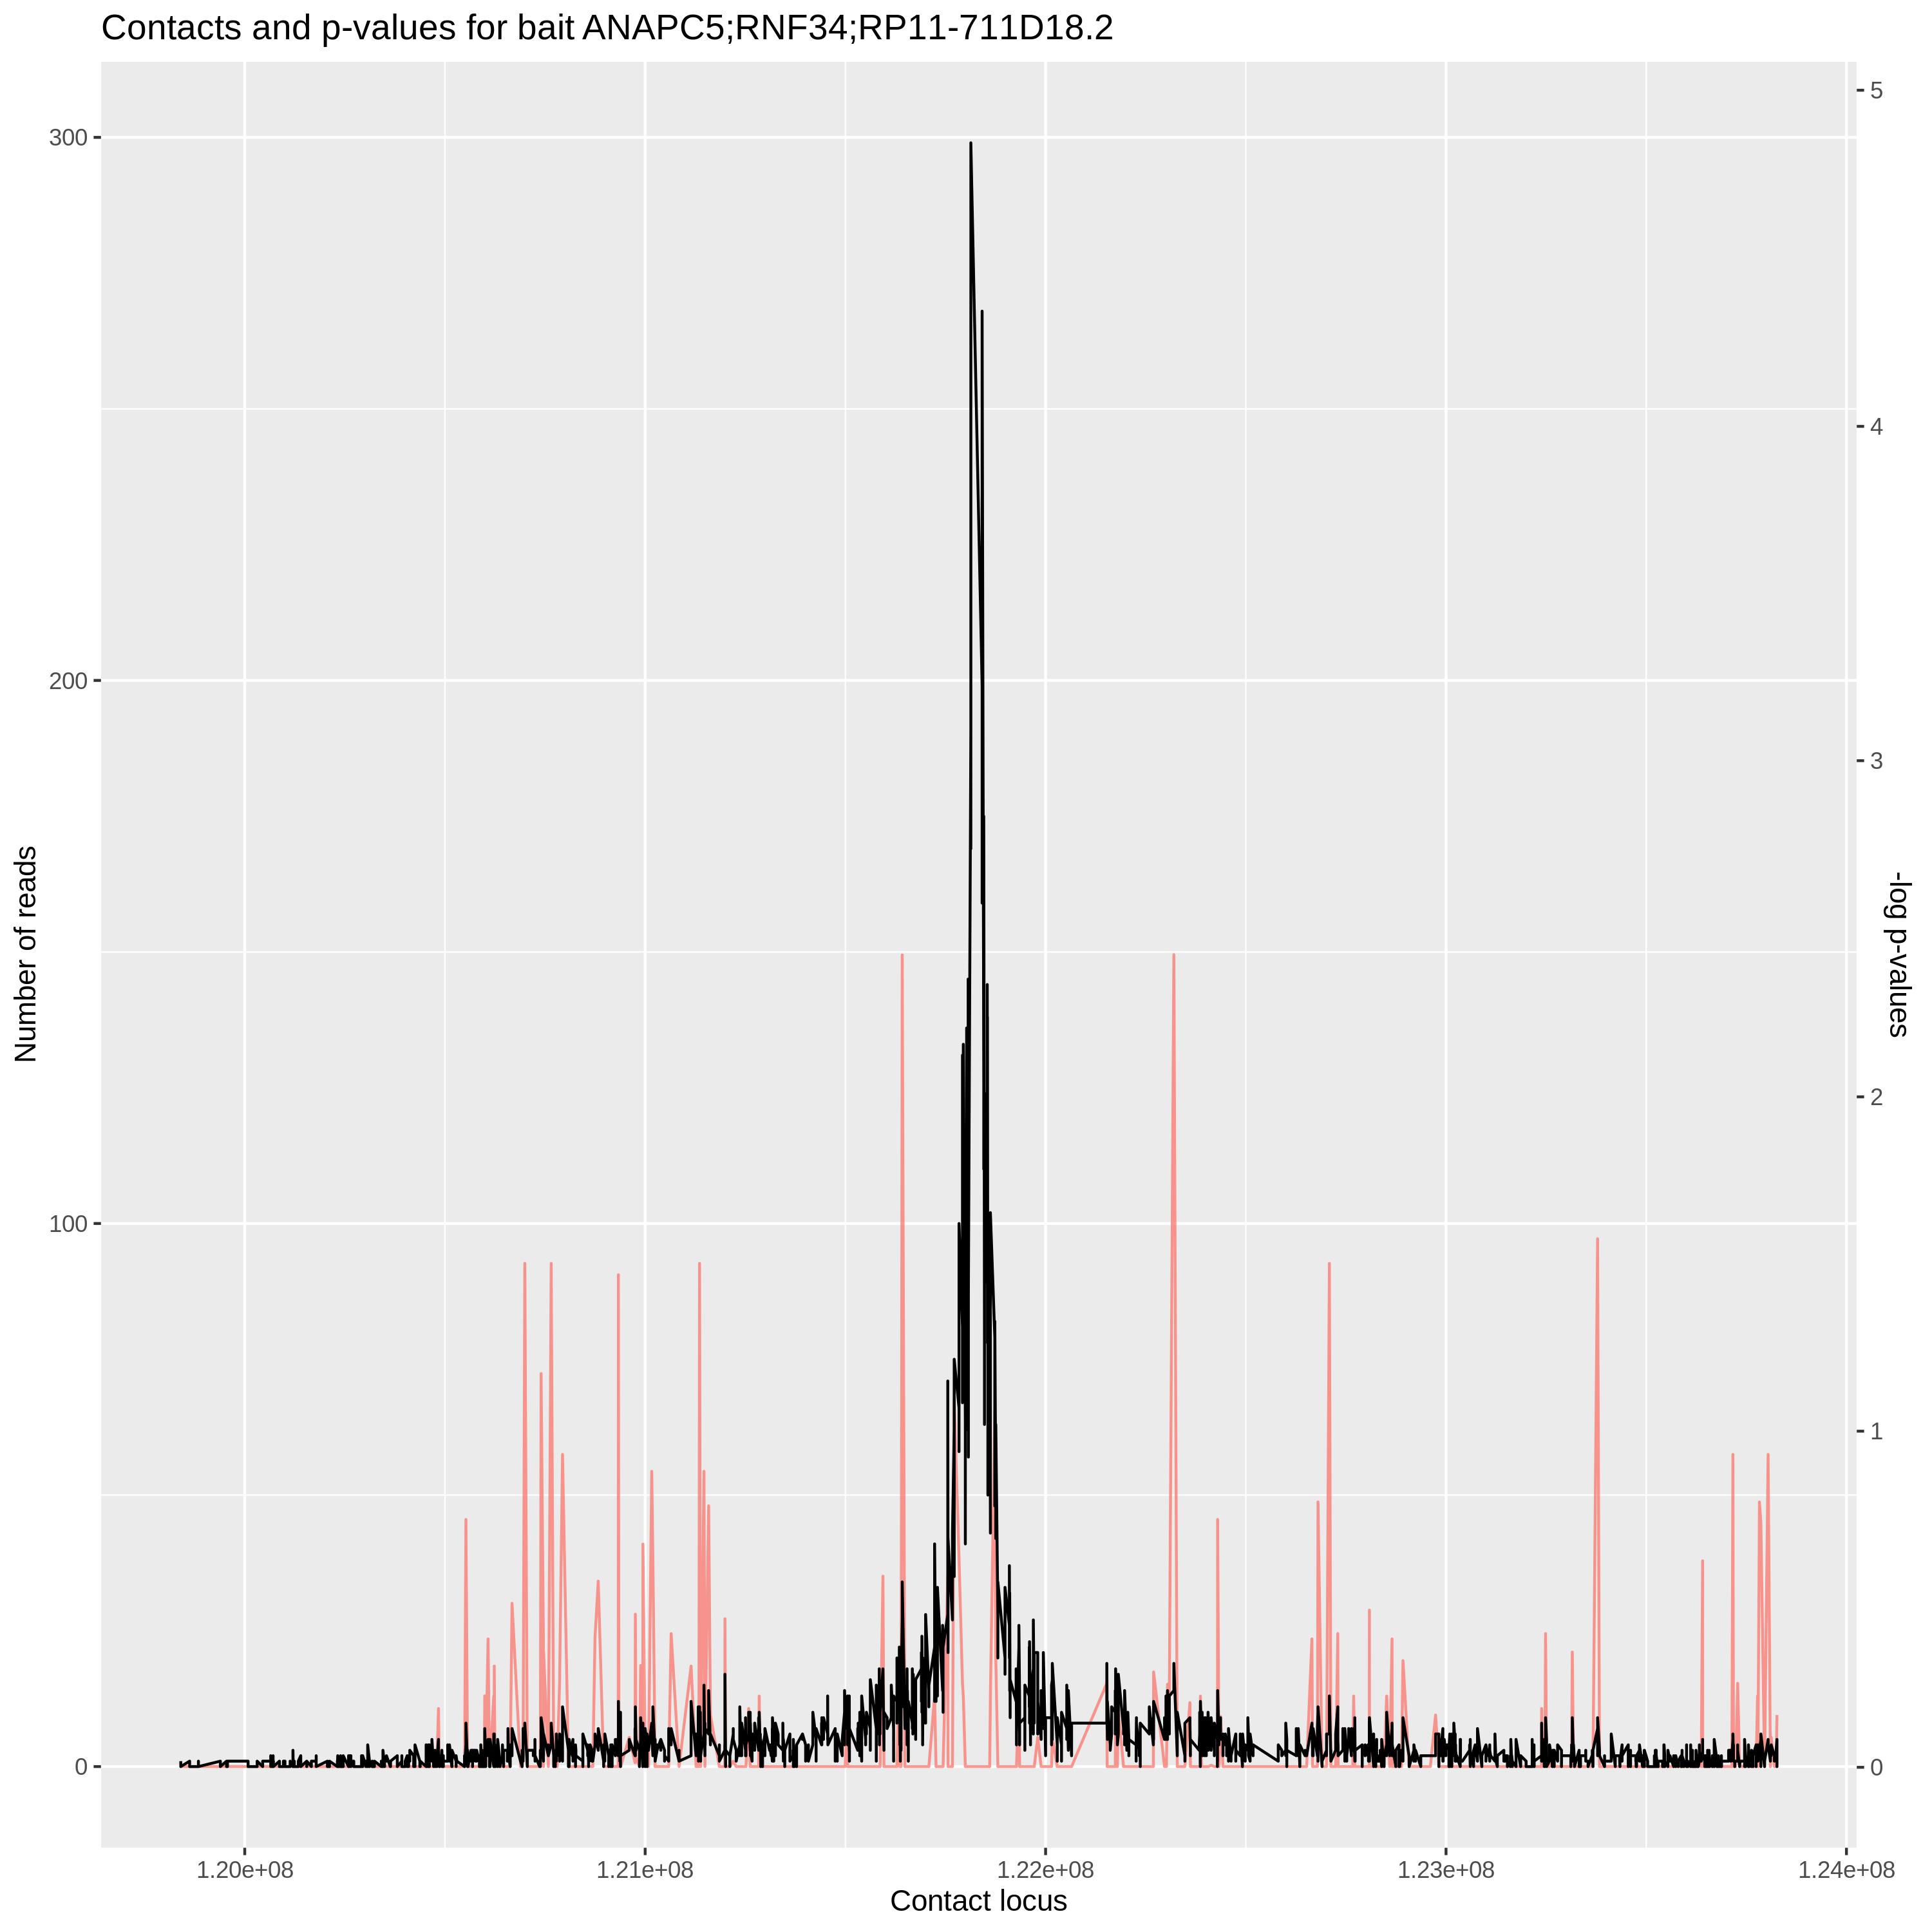 Contacts and p-values for bait ANAPC5;RNF34;RP11-711D18.2
300
200
100
0
Number of reads
5
4
3
2
1
0
-log p-values
1.20e+08
1.21e+08
1.22e+08
1.23e+08
1.24e+08
Contact locus